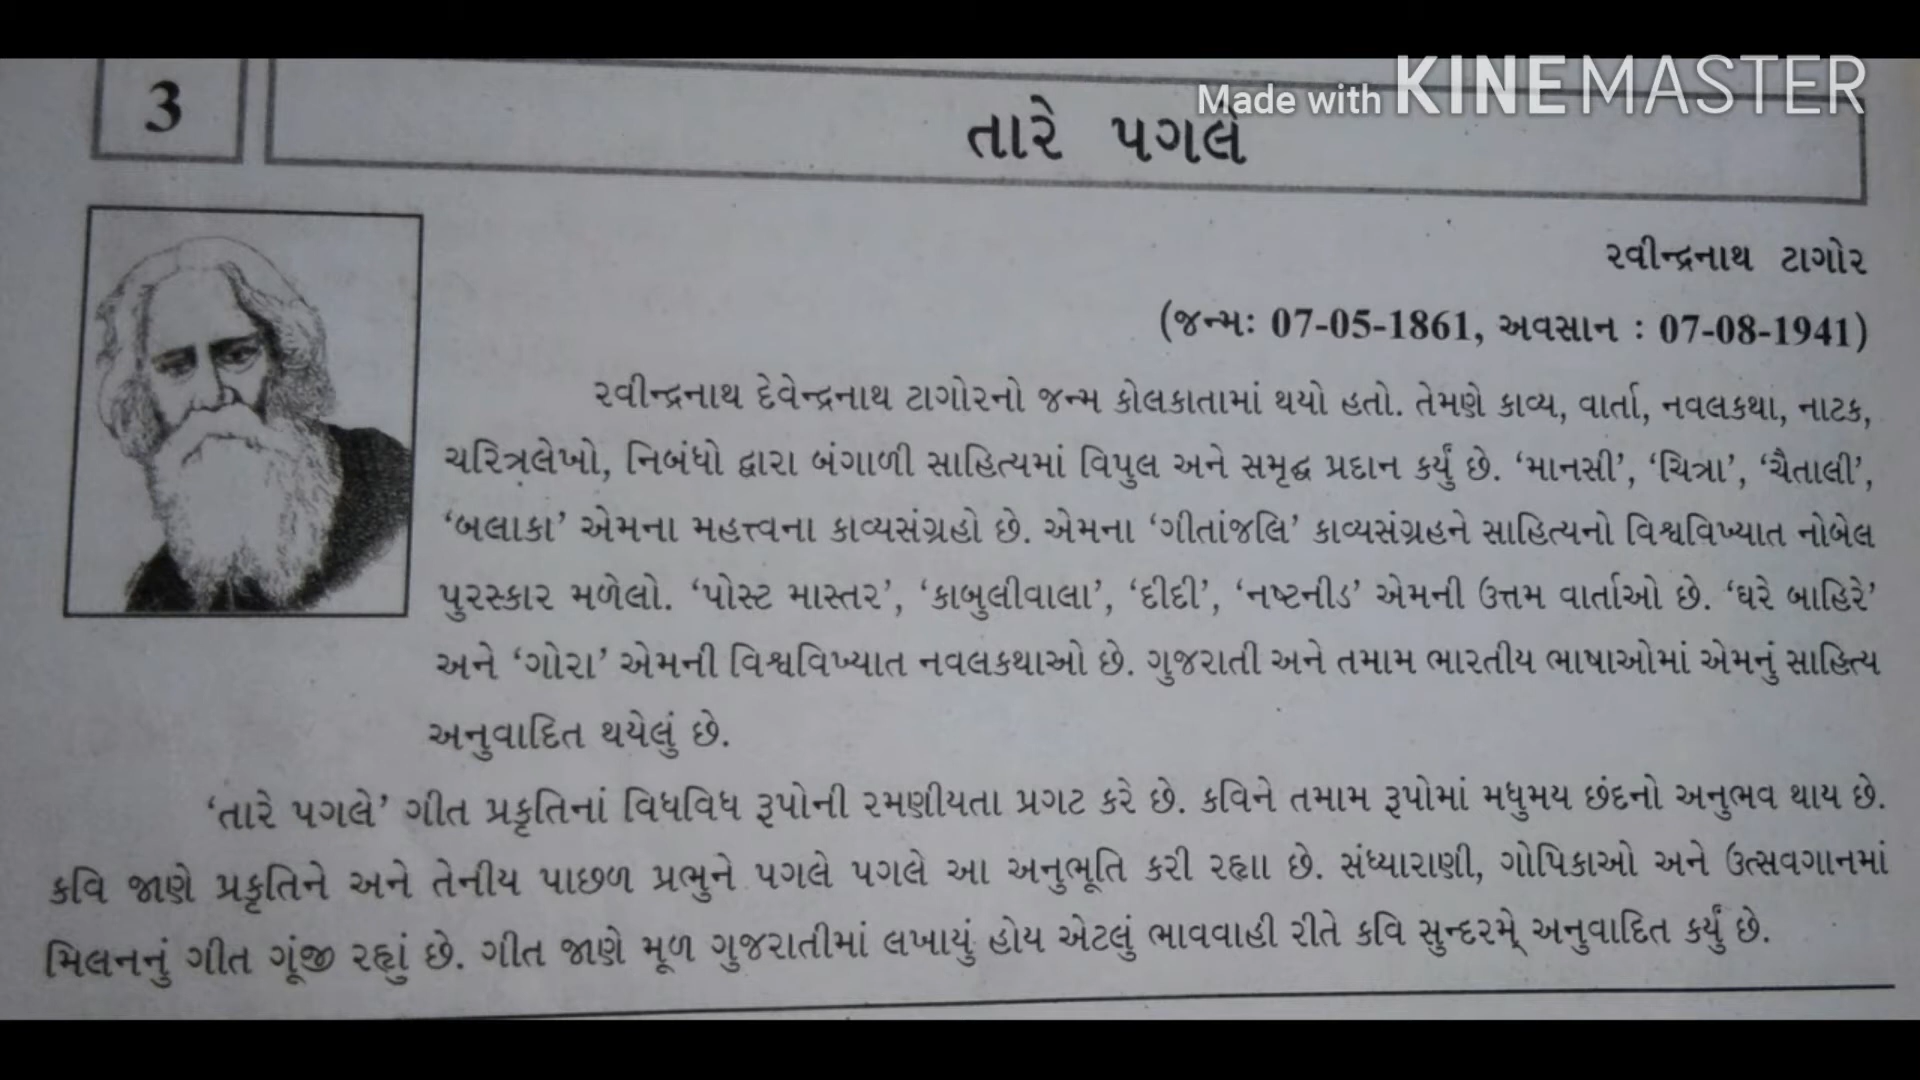 Made with KINEMASTER
3
તારે પગલે
રવીન્દ્રનાથ ટાગોર
(જન્મઃ 07-05-1861, અવસાન : 07-08-1941)
રવીન્દ્રનાથ દેવેન્દ્રનાથ ટાગોરનો જન્મ કોલકાતામાં થયો હતો. તેમણે કાવ્ય, વાર્તા, નવલકથા, નાટક,
ચરિત્રલેખો, નિબંધો દ્વારા બંગાળી સાહિત્યમાં વિપુલ અને સમૃદ્ધ પ્રદાન કર્યું છે. ‘માનસી’, ‘ચિત્રા’, ‘ચૈતાલી’,
‘બલાકા’ એમના મહત્ત્વના કાવ્યસંગ્રહો છે. એમના ‘ગીતાંજલિ’ કાવ્યસંગ્રહને સાહિત્યનો વિશ્વવિખ્યાત નોબેલ
પુરસ્કાર મળેલો. ‘પોસ્ટ માસ્તર’, ‘કાબુલીવાલા’, ‘દીદી’, ‘નષ્ટનીડ’ એમની ઉત્તમ વાર્તાઓ છે. ‘ઘરે બાહિરે’
અને ‘ગોરા’ એમની વિશ્વવિખ્યાત નવલકથાઓ છે. ગુજરાતી અને તમામ ભારતીય ભાષાઓમાં એમનું સાહિત્ય
અનુવાદિત થયેલું છે.
‘તારે પગલે’ ગીત પ્રકૃતિનાં વિધવિધ રૂપોની રમણીયતા પ્રગટ કરે છે. કવિને તમામ રૂપોમાં મધુમય છંદનો અનુભવ થાય છે.
કવિ જાણે પ્રકૃતિને અને તેનીય પાછળ પ્રભુને પગલે પગલે આ અનુભૂતિ કરી રહ્યા છે. સંધ્યારાણી, ગોપિકાઓ અને ઉત્સવગાનમાં
મિલનનું ગીત ગૂંજી રહ્યું છે. ગીત જાણે મૂળ ગુજરાતીમાં લખાયું હોય એટલું ભાવવાહી રીતે કવિ સુન્દરમ્‌ે અનુવાદિત કર્યું છે.